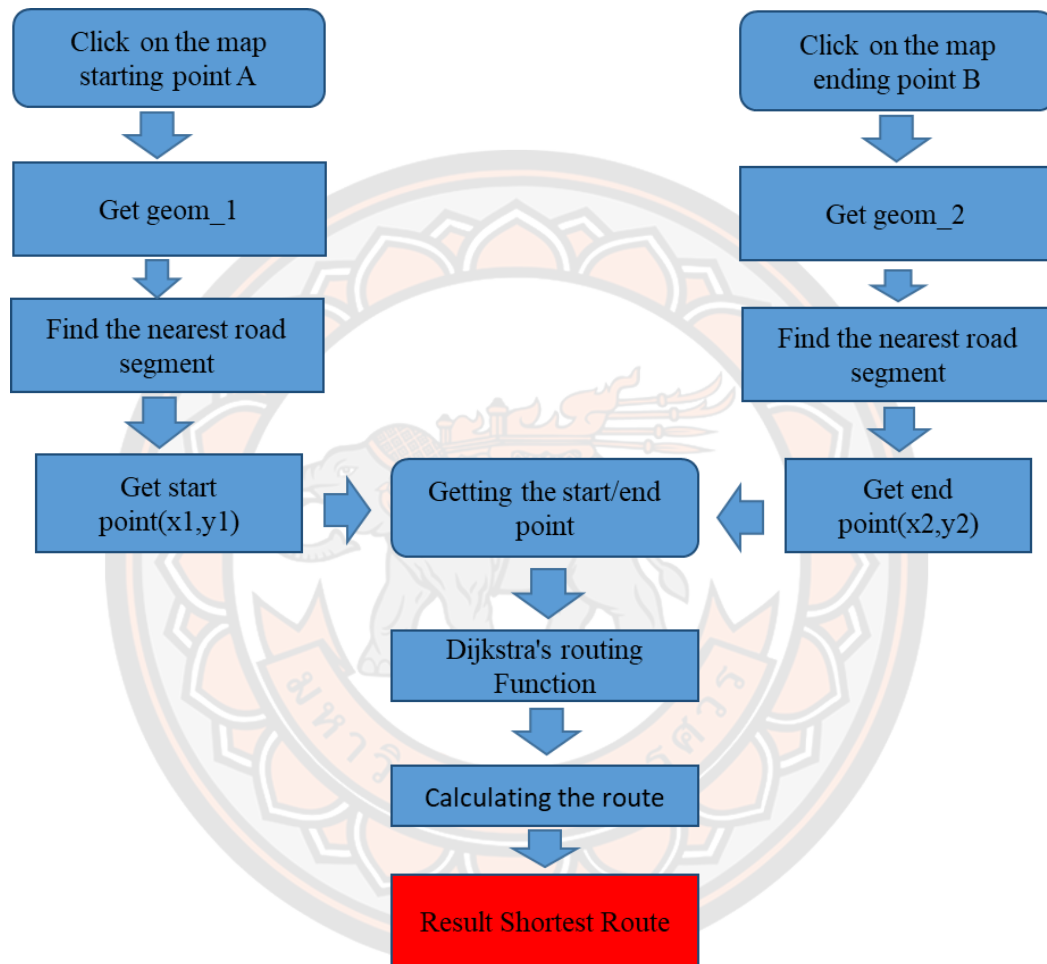 Click on the map
starting point A
Get geom_1
Find the nearest road
segment
Get start
point(x1,y1)
Click on the map
ending point B
Get geom_2
Find the nearest road
segment
Get end
point(x2,y2)
Getting the start/end
point
Dijkstra's routing
Function
Calculating the route
Result Shortest Route